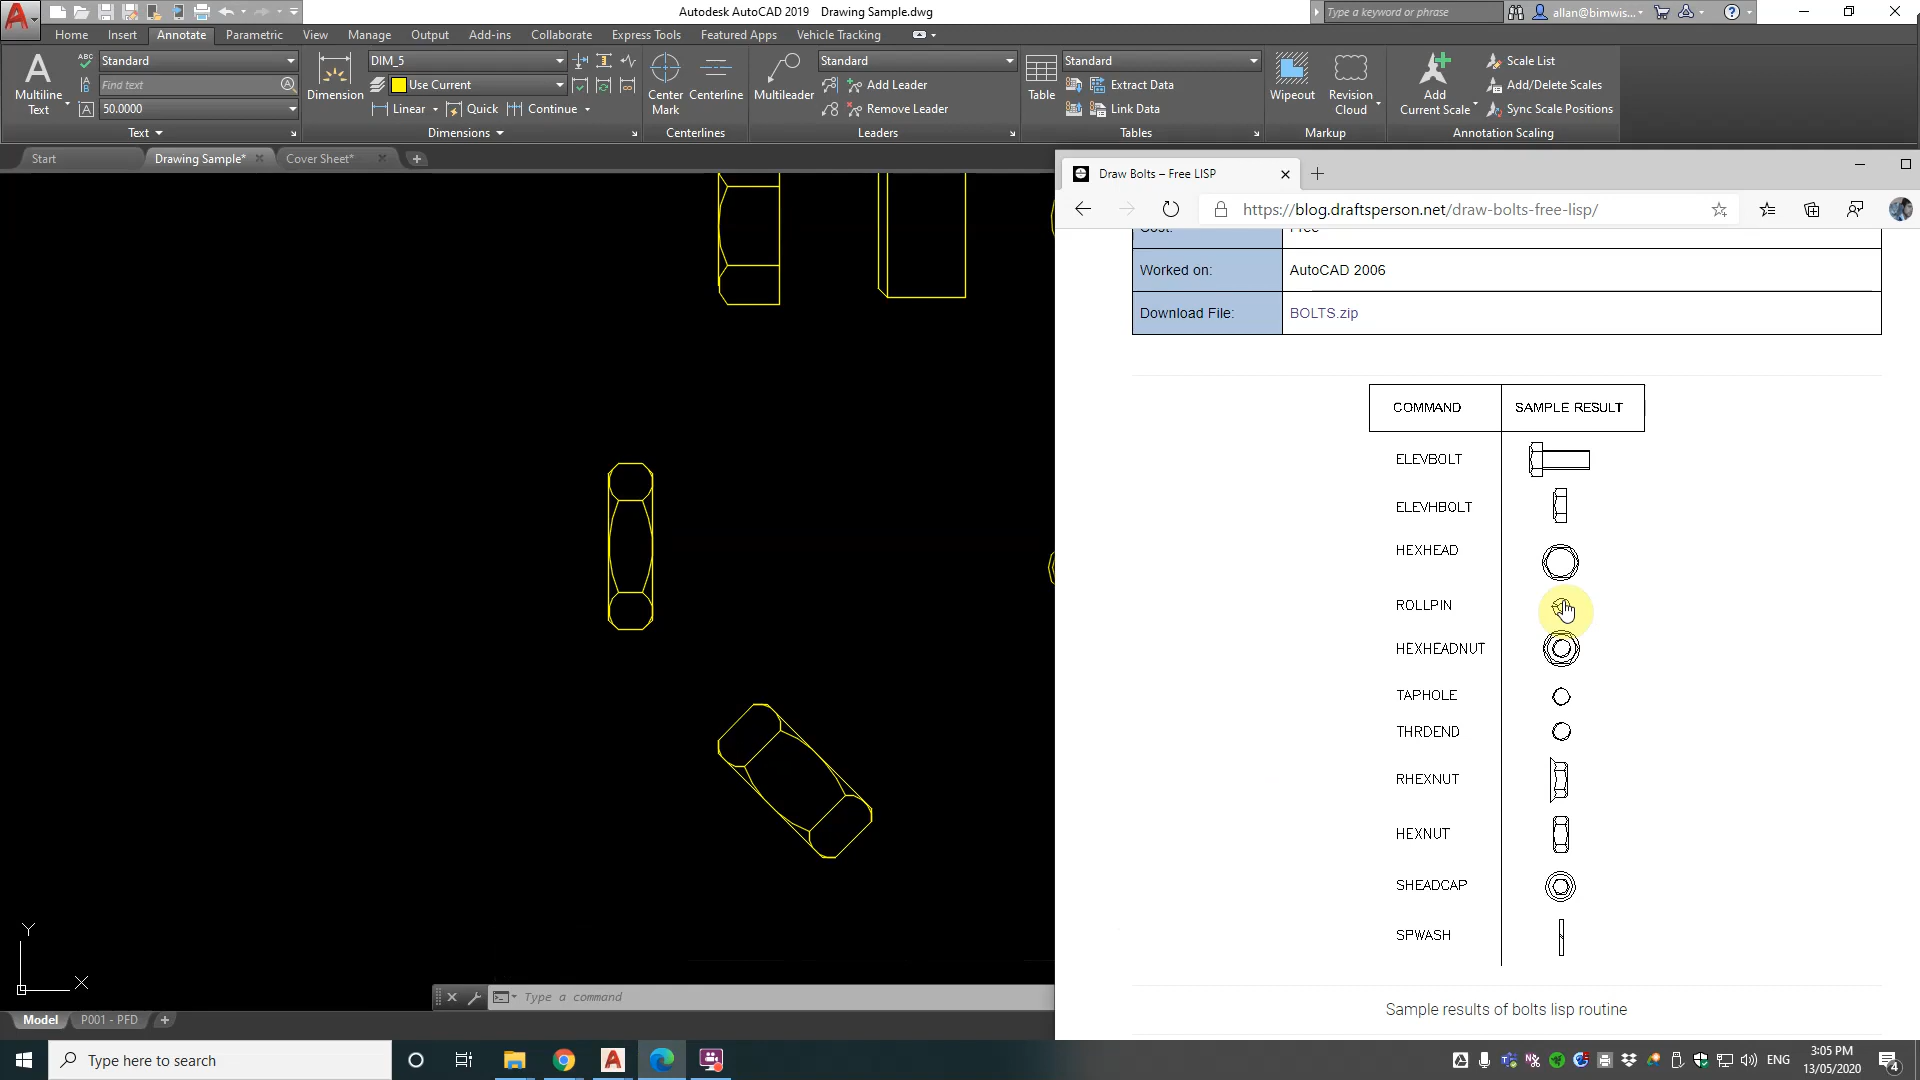 Autodesk AutoCAD 2019 Drawing Sample.dwg
Type a keyword or phrase
allan@bimwis...
Home Insert Annotate Parametric View Manage Output Add-ins Collaborate Express Tools Featured Apps Vehicle Tracking
Multiline
Text
Standard
Find text
50.0000
Text
Dimension
DIM_5
Use Current
Linear Quick Continue
Dimensions
Center
Mark
Centerline
Centerlines
Multileader
Standard
Add Leader
Remove Leader
Leaders
Table
Standard
Extract Data
Link Data
Tables
Wipeout
Revision
Cloud
Markup
Add
Current Scale
Scale List
Add/Delete Scales
Sync Scale Positions
Annotation Scaling
Start Drawing Sample* Cover Sheet*
Draw Bolts – Free LISP
https://blog.draftsperson.net/draw-bolts-free-lisp/
Cost: Free
Worked on: AutoCAD 2006
Download File: BOLTS.zip
COMMAND SAMPLE RESULT
ELEVBOLT
ELEVHBOLT
HEXHEAD
ROLLPIN
HEXHEADNUT
TAPHOLE
THRDEND
RHEXNUT
HEXNUT
SHEADCAP
SPWASH
Sample results of bolts lisp routine
Y
X
Type a command
Model P001 - PFD
Type here to search
ENG
3:05 PM
13/05/2020
4